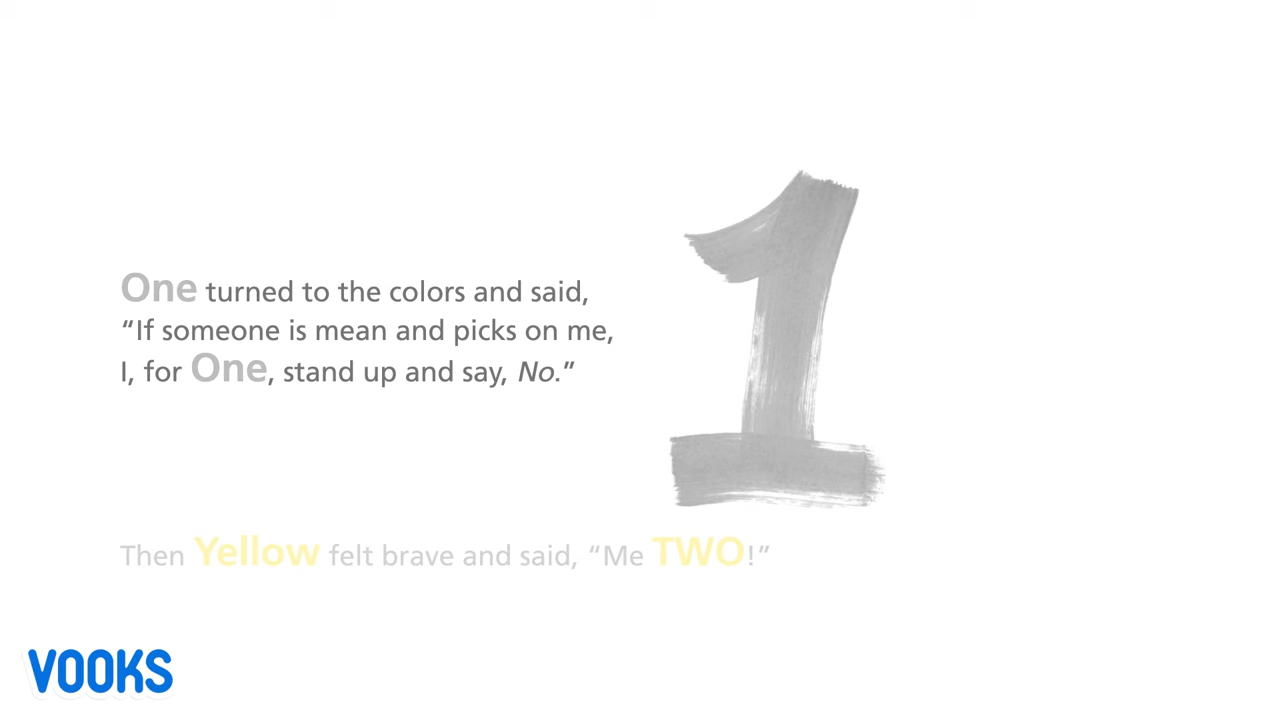 One turned to the colors and said,
“If someone is mean and picks on me,
I, for One, stand up and say, No.”
1
Then Yellow felt brave and said, “Me TWO!”
VOOKS